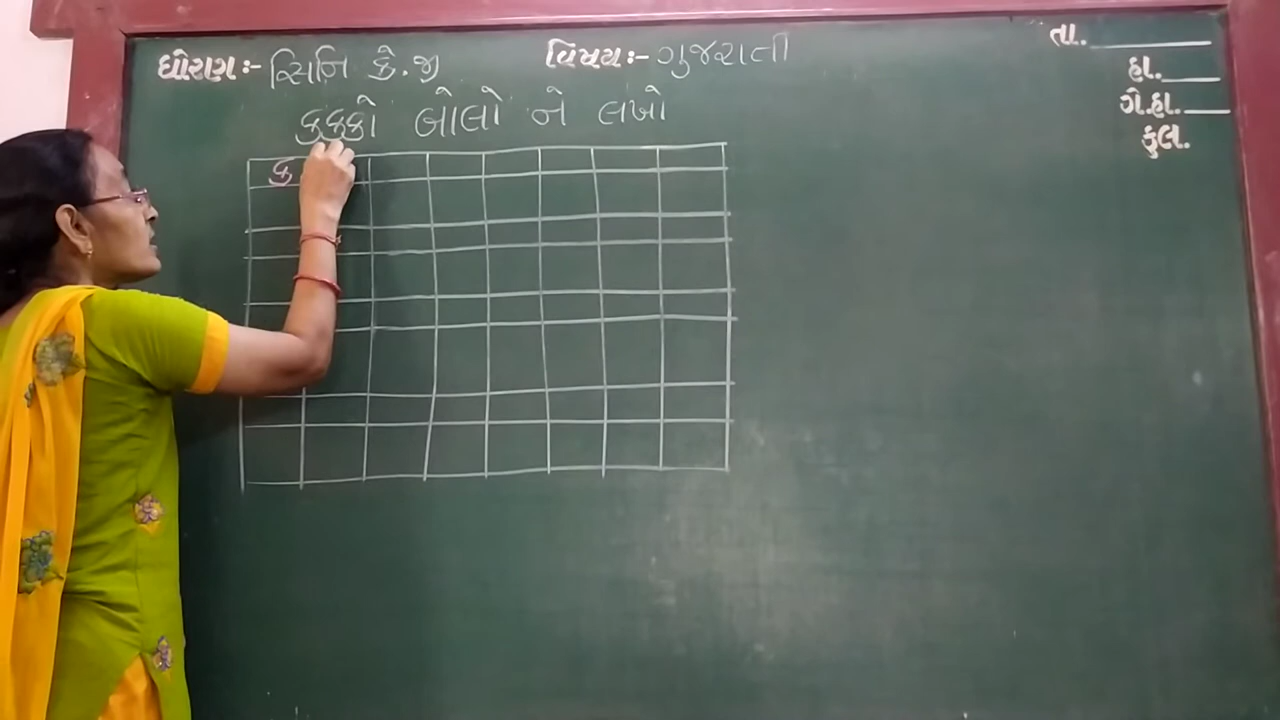 ધોરણઃ- સિનિ કે.જી વિષયઃ- ગુજરાતી
તા.
હા.
ગે.હા.
કુલ.
કક્કો બોલો ને લખો
ક